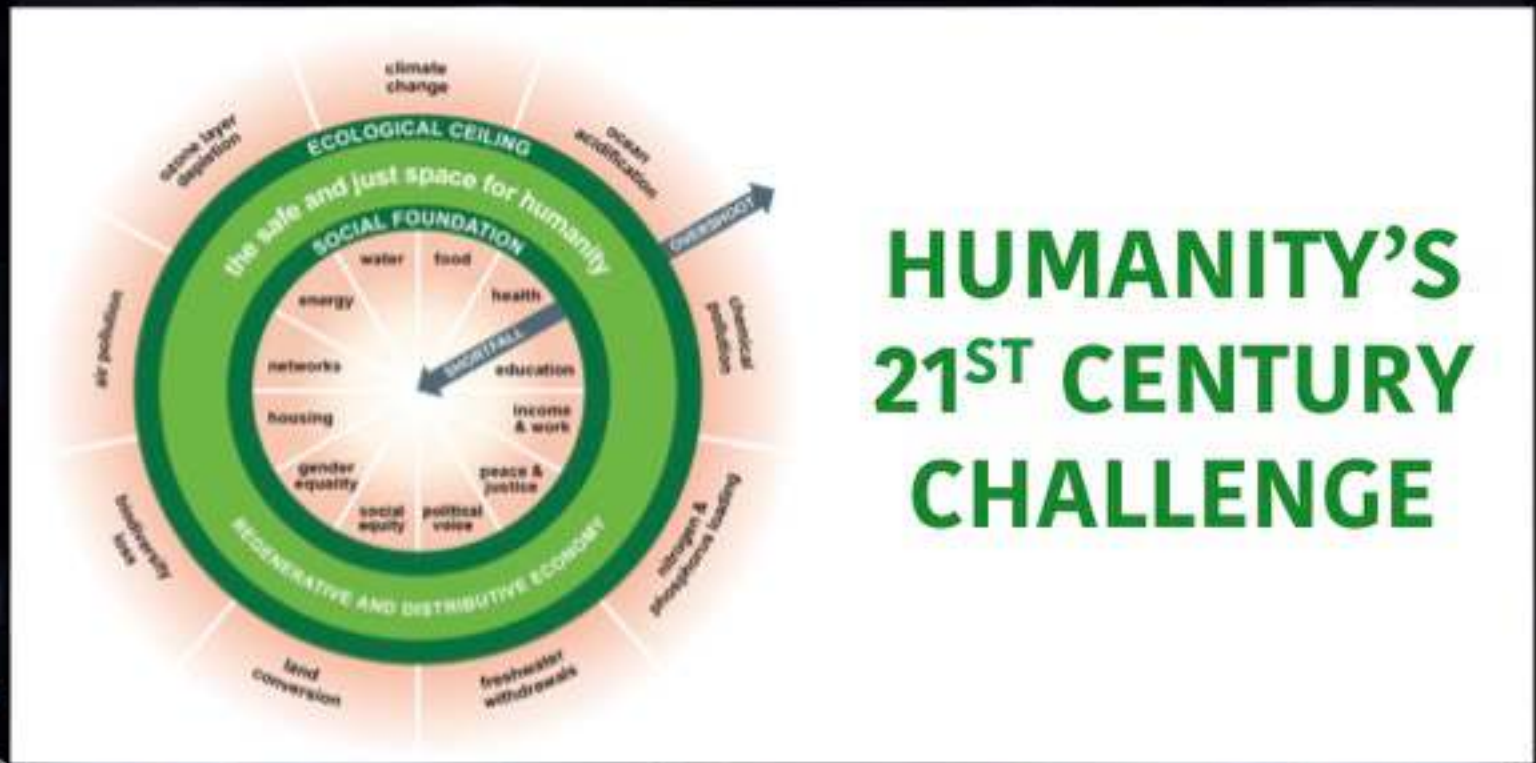 climate
change
ocean
acidification
chemical
pollution
nitrogen &
phosphorus loading
freshwater
withdrawals
land
conversion
biodiversity
loss
air pollution
ozone layer
depletion
ECOLOGICAL CEILING
the safe and just space for humanity
SOCIAL FOUNDATION
OVERSHOOT
water
food
health
SHORTFALL
education
income
& work
peace &
justice
political
voice
social
equity
gender
equality
housing
networks
energy
REGENERATIVE AND DISTRIBUTIVE ECONOMY
HUMANITY’S
21ST CENTURY
CHALLENGE